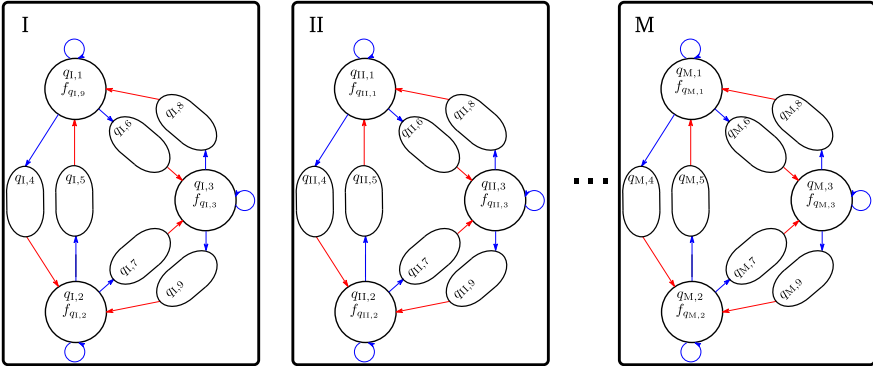 I
q_{I,1}
f_{q_{I,9}}
q_{I,8}
q_{I,6}
q_{I,4}
q_{I,5}
q_{I,3}
f_{q_{I,3}}
q_{I,7}
q_{I,9}
q_{I,2}
f_{q_{I,2}}
II
q_{II,1}
f_{q_{II,1}}
q_{II,8}
q_{II,6}
q_{II,4}
q_{II,5}
q_{II,3}
f_{q_{II,3}}
q_{II,7}
q_{II,9}
q_{II,2}
f_{q_{II,2}}
...
M
q_{M,1}
f_{q_{M,1}}
q_{M,8}
q_{M,6}
q_{M,4}
q_{M,5}
q_{M,3}
f_{q_{M,3}}
q_{M,7}
q_{M,9}
q_{M,2}
f_{q_{M,2}}